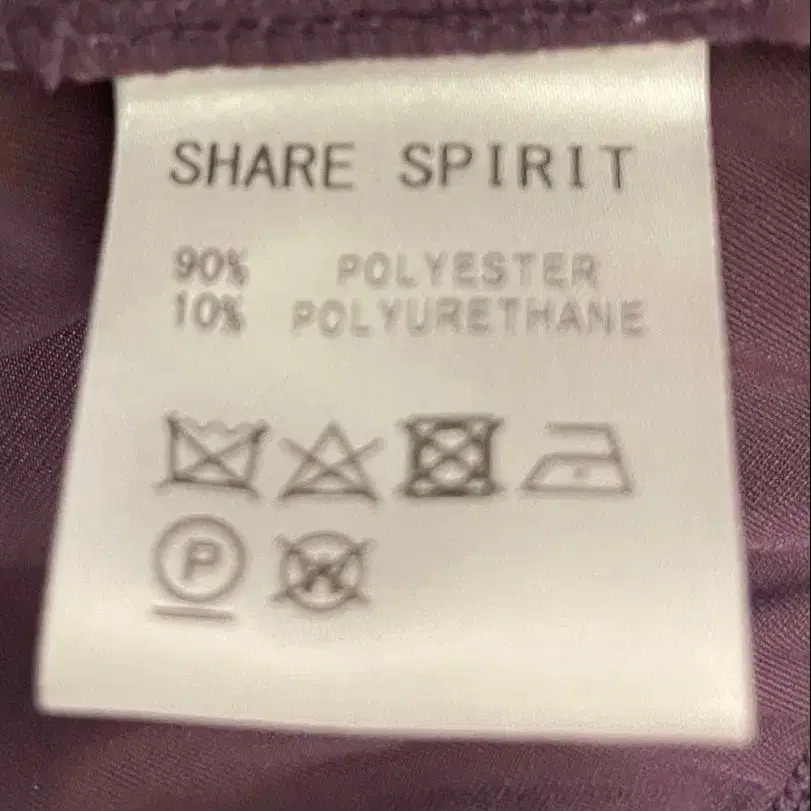 SHARE SPIRIT
90% POLYESTER
10% POLYURETHANE
P
W